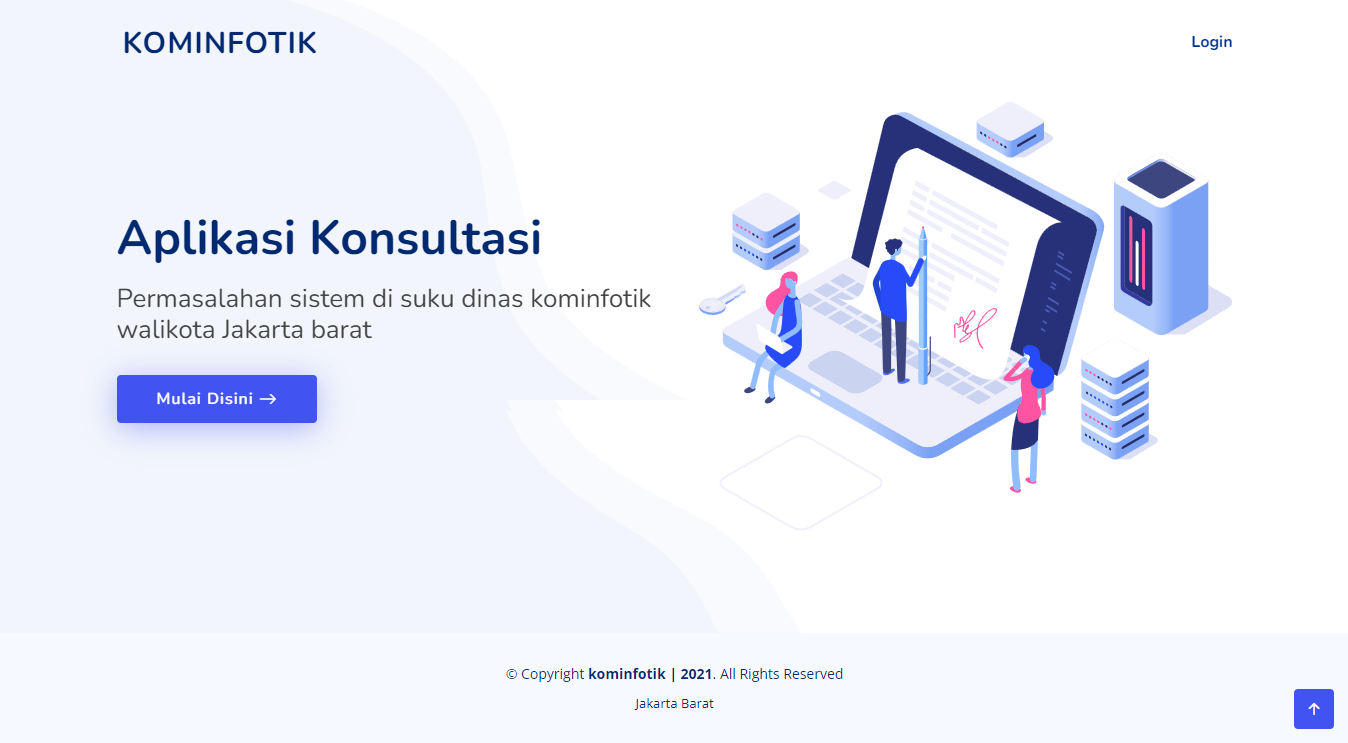 KOMINFOTIK
Login
Aplikasi Konsultasi
Permasalahan sistem di suku dinas kominfotik
walikota Jakarta barat
Mulai Disini →
© Copyright kominfotik | 2021. All Rights Reserved
Jakarta Barat